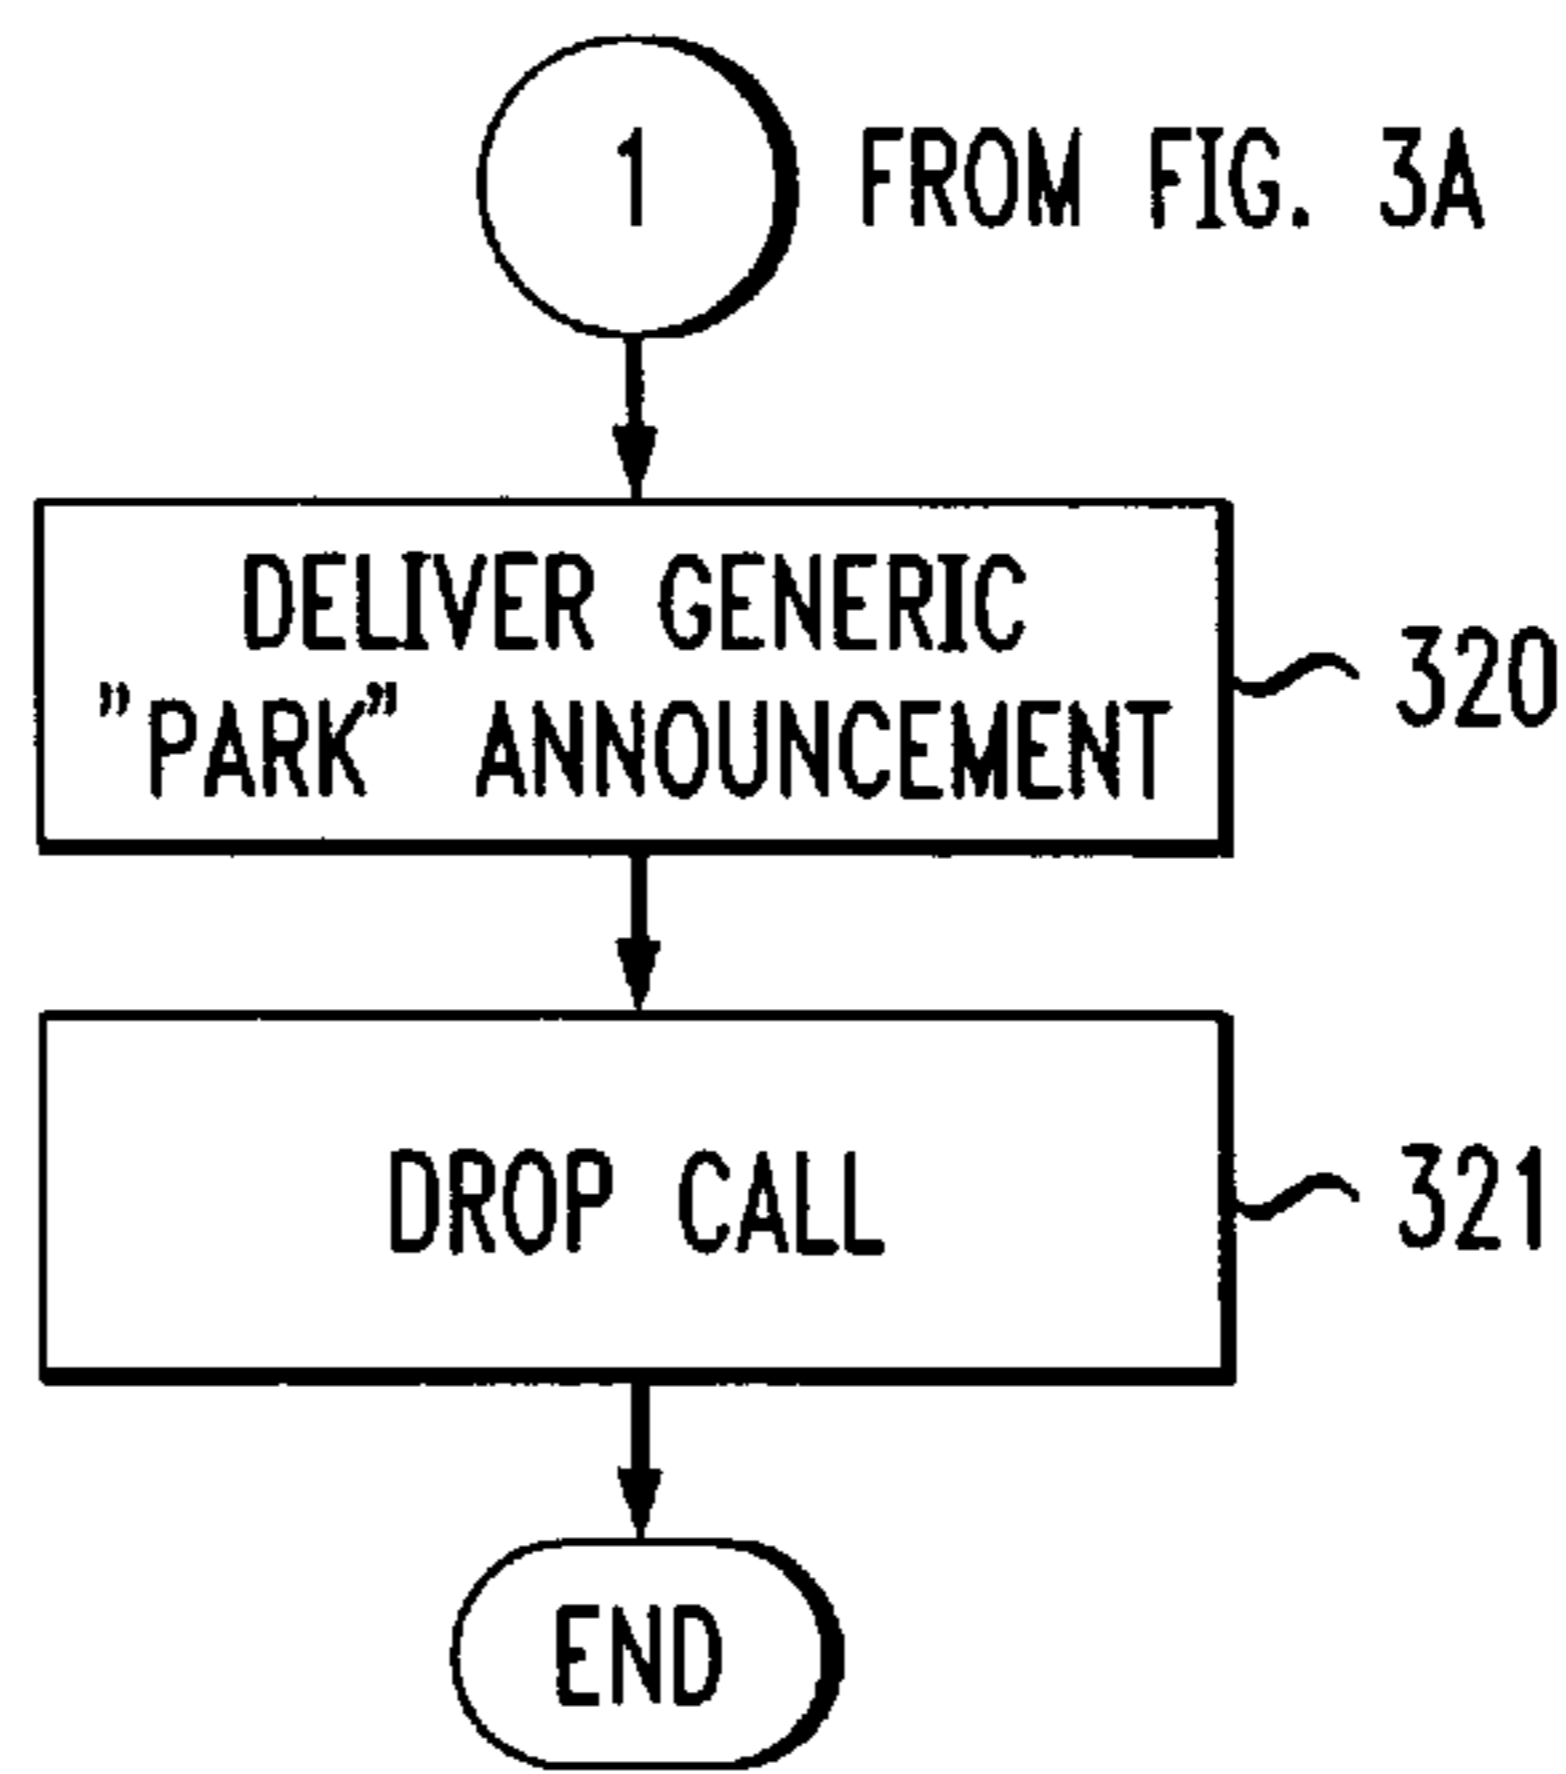 1 FROM FIG. 3A
DELIVER GENERIC
"PARK" ANNOUNCEMENT
320
DROP CALL
321
END